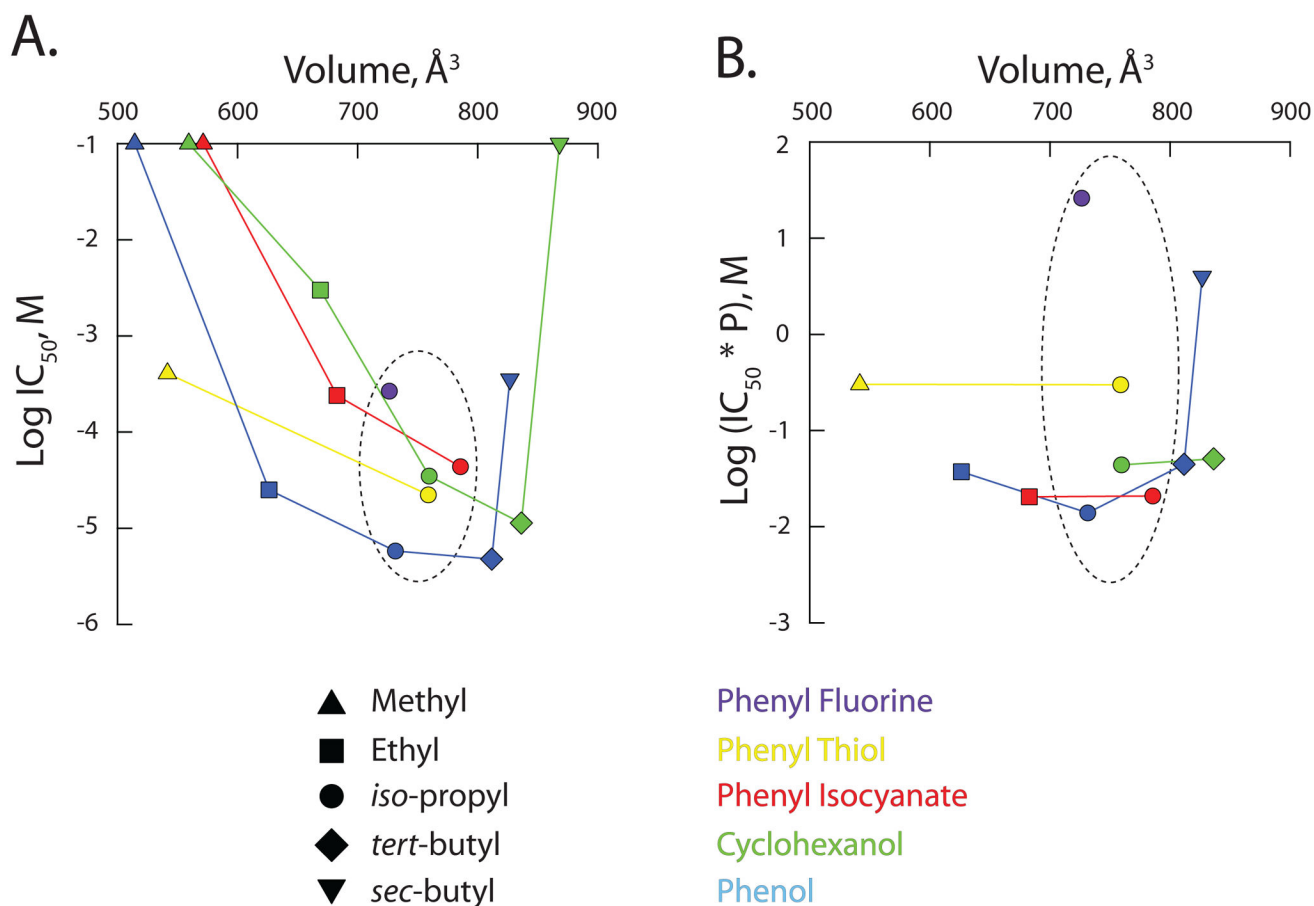 A.
Volume, Å³
500 600 700 800 900
-1
-2
-3
-4
-5
-6
Log IC₅₀, M
B.
Volume, Å³
500 600 700 800 900
2
1
0
-1
-2
-3
Log (IC₅₀ * P), M
Methyl
Ethyl
iso-propyl
tert-butyl
sec-butyl
Phenyl Fluorine
Phenyl Thiol
Phenyl Isocyanate
Cyclohexanol
Phenol